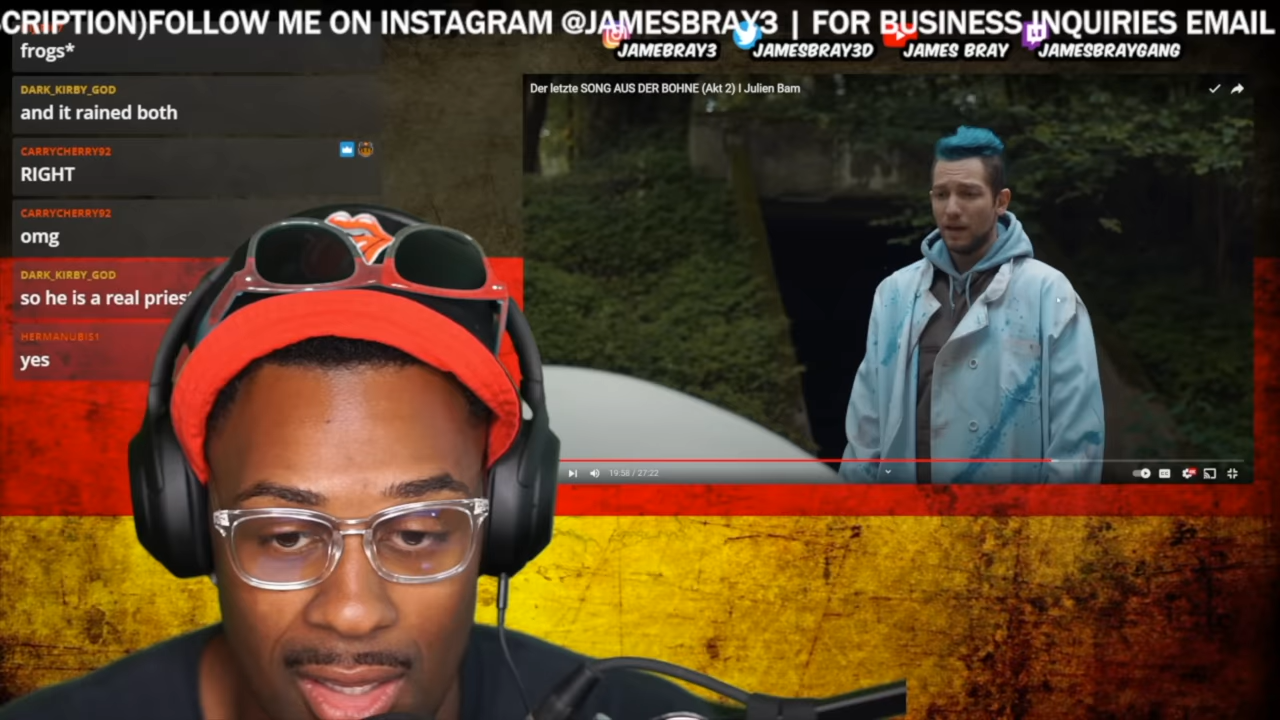 CRIPTION)FOLLOW ME ON INSTAGRAM @JAMESBRAY3 | FOR BUSINESS INQUIRIES EMAIL
JAMEBRAY3
JAMESBRAY3D
JAMES BRAY
JAMESBRAYGANG
frogs*
DARK_KIRBY_GOD
and it rained both
CARRYCHERRY92
RIGHT
CARRYCHERRY92
omg
DARK_KIRBY_GOD
so he is a real pries
HERMANUBIS1
yes
Der letzte SONG AUS DER BOHNE (Akt 2) I Julien Bam
19:58 / 27:22